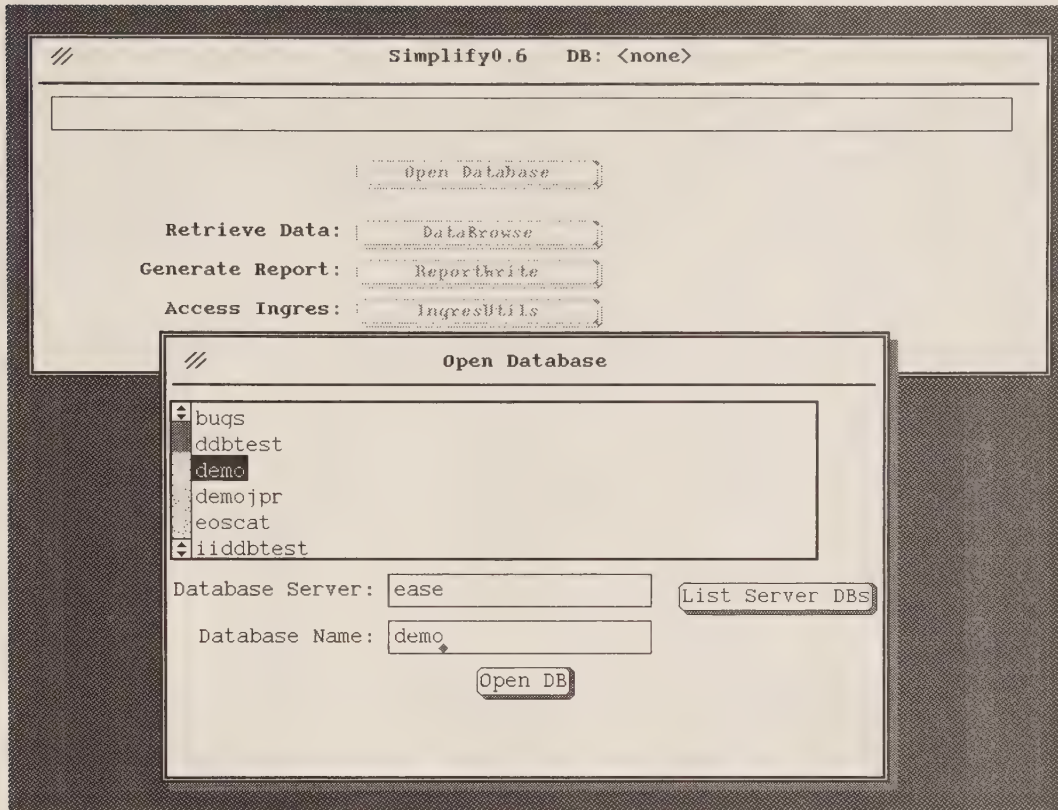 Simplify0.6 DB: <none>
Open Database
Retrieve Data: DataBrowse
Generate Report: ReportWrite
Access Ingres: IngresUtils
Open Database
bugs
ddbtest
demo
demojpr
eoscat
iiddbtest
Database Server: ease
List Server DBs
Database Name: demo
Open DB